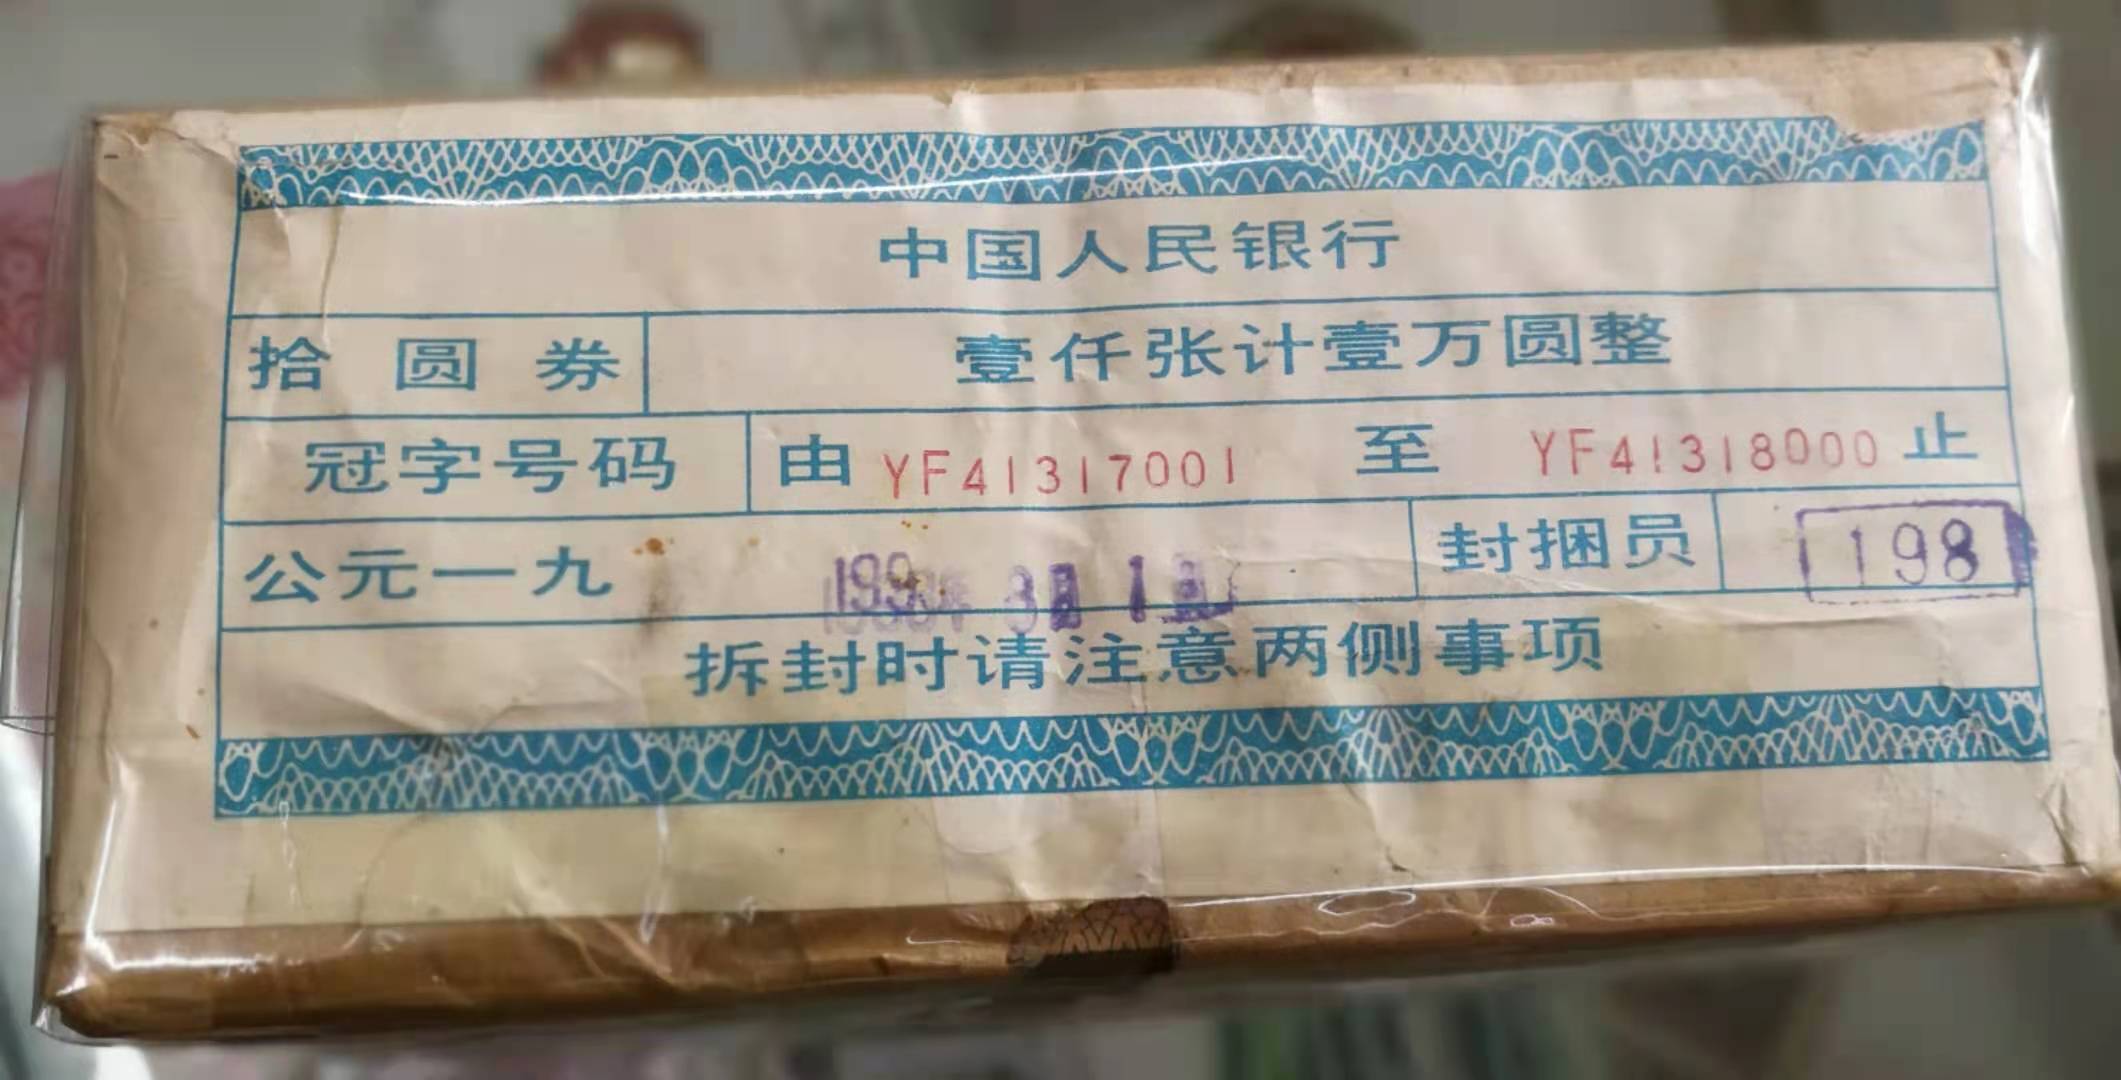 中国人民银行
拾圆券 壹仟张计壹万圆整
冠字号码 由 YF41317001 至 YF41318000 止
公元一九 封捆员 198
拆封时请注意两侧事项